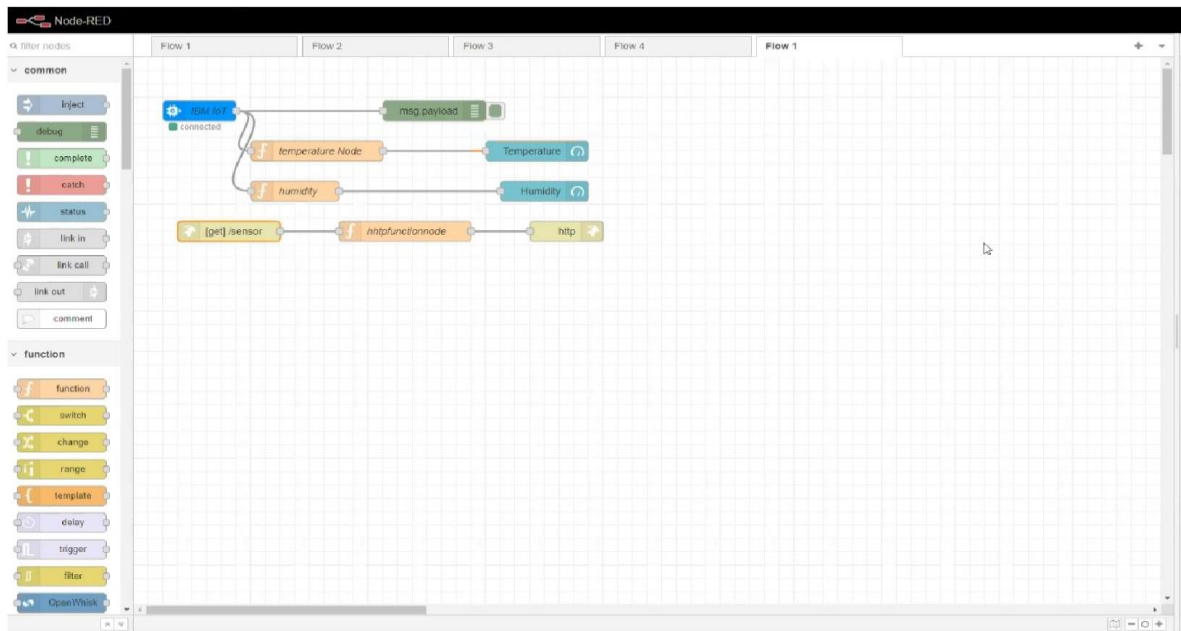 Node-RED
filter nodes
Flow 1
Flow 2
Flow 3
Flow 4
Flow 1
common
inject
debug
complete
catch
status
link in
link call
link out
comment
function
function
switch
change
range
template
delay
trigger
filter
OpenWhisk
IBM IoT
connected
msg.payload
temperature Node
Temperature
humidity
Humidity
[get] /sensor
hhtpfunctionnode
http